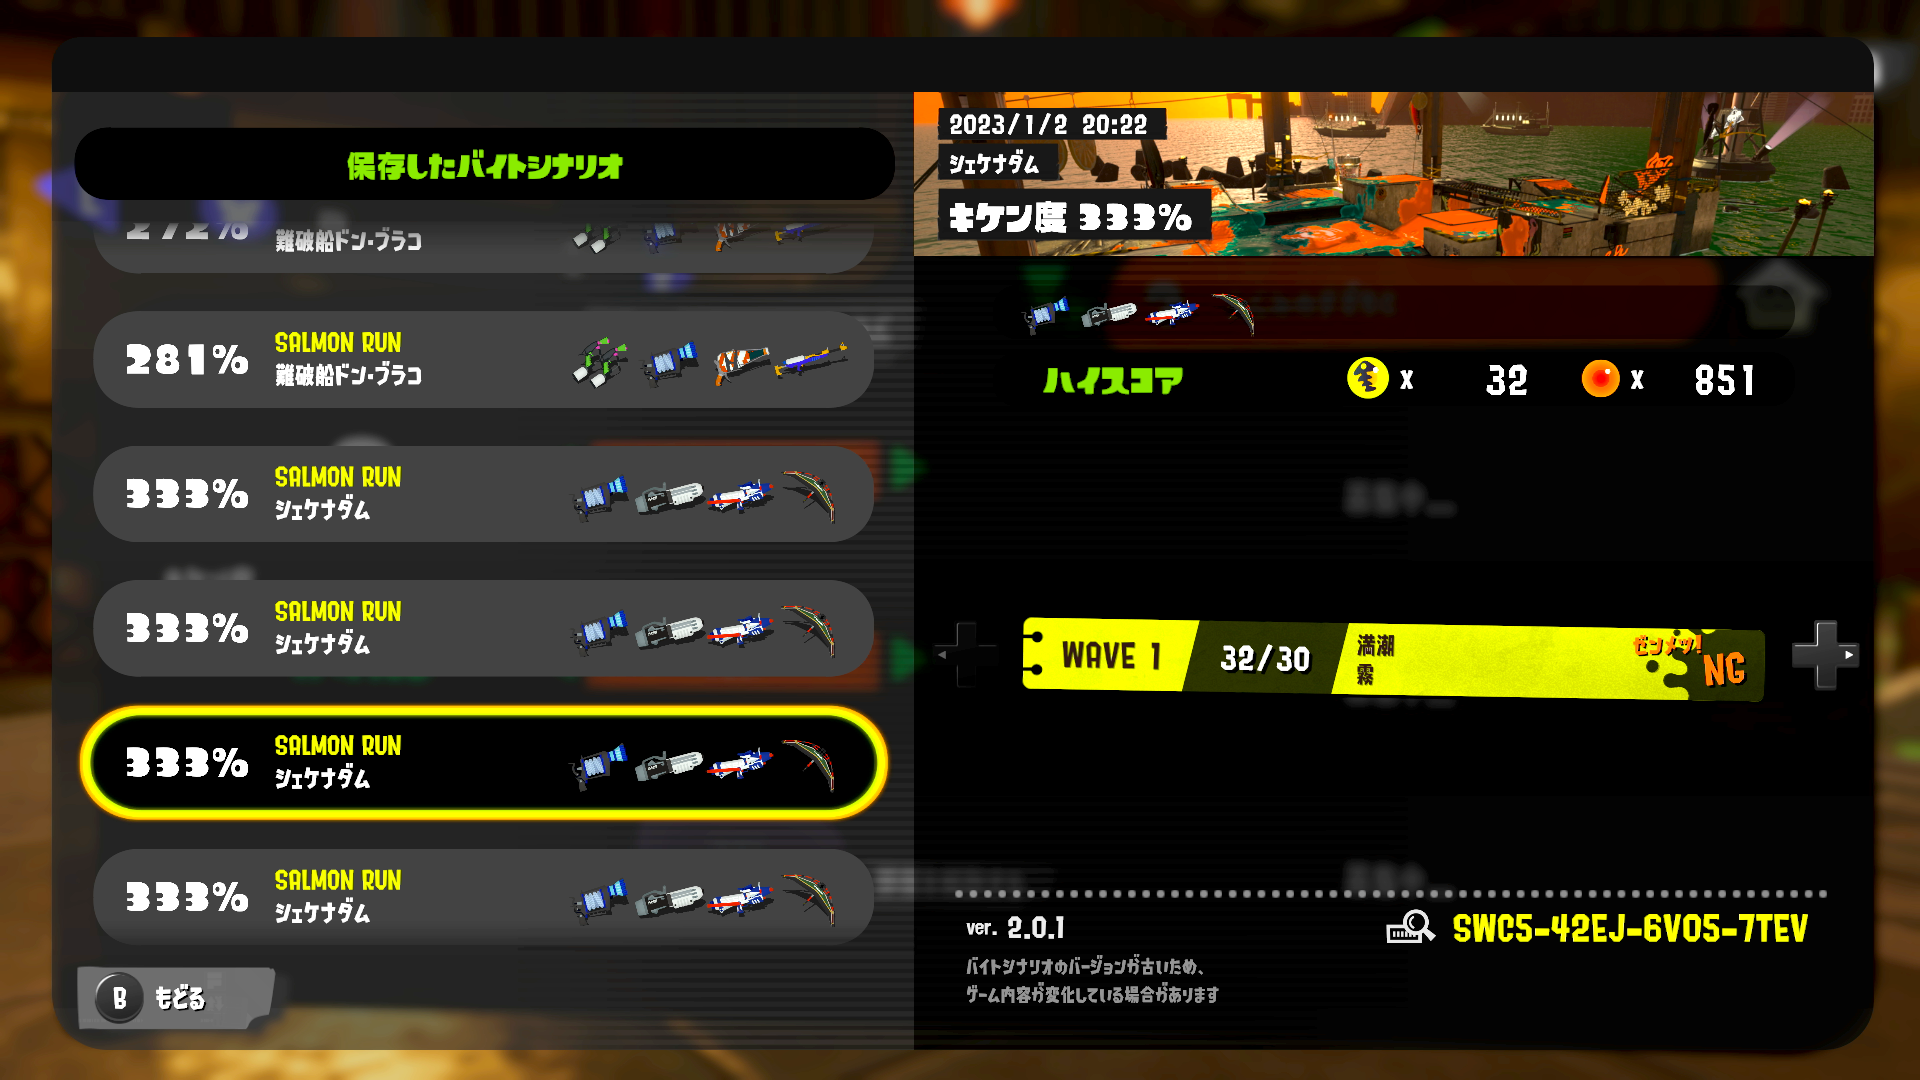 保存したバイトシナリオ
272%
難破船ドン・ブラコ
281%
SALMON RUN
難破船ドン・ブラコ
333%
SALMON RUN
シェケナダム
333%
SALMON RUN
シェケナダム
333%
SALMON RUN
シェケナダム
333%
SALMON RUN
シェケナダム
B もどる
2023/1/2 20:22
シェケナダム
キケン度 333%
ハイスコア x 32 x 851
WAVE 1 32/30 満潮 霧 ゼンメツ! NG
ver. 2.0.1
SWC5-42EJ-6V05-7TEV
バイトシナリオのバージョンが古いため、
ゲーム内容が変化している場合があります